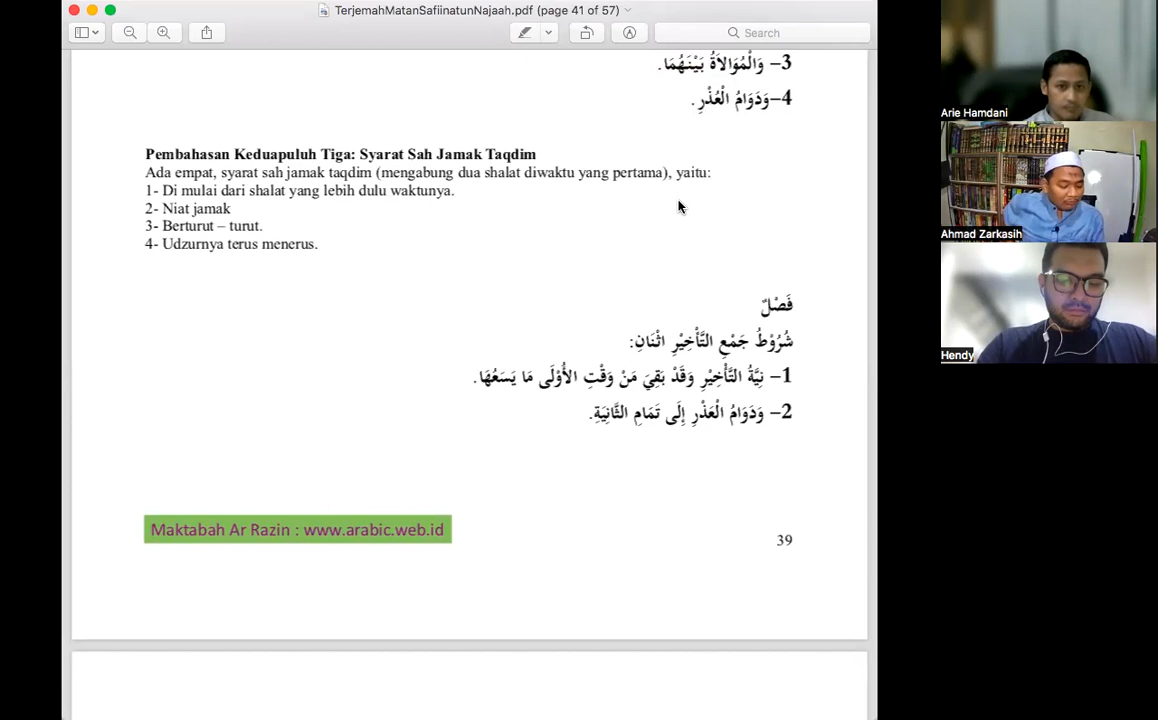 TerjemahMatanSafiinatunNajaah.pdf (page 41 of 57)
Search
3– وَالْمُوَالاَةُ بَيْنَهُمَا.
4–وَدَوَامُ الْعُذْرِ.
Pembahasan Keduapuluh Tiga: Syarat Sah Jamak Taqdim
Ada empat, syarat sah jamak taqdim (mengabung dua shalat diwaktu yang pertama), yaitu:
1- Di mulai dari shalat yang lebih dulu waktunya.
2- Niat jamak
3- Berturut – turut.
4- Udzurnya terus menerus.
فَصْلٌ
شُرُوْطُ جَمْعِ التَّأْخِيْرِ اثْنَانِ:
1– نِيَّةُ التَّأْخِيْرِ وَقَدْ بَقِيَ مَنْ وَقْتِ الأُوْلَى مَا يَسَعُهَا.
2– وَدَوَامُ الْعَذْرِ إِلَى تَمَامِ الثَّانِيَةِ.
Maktabah Ar Razin : www.arabic.web.id
39
Arie Hamdani
Ahmad Zarkasih
Hendy